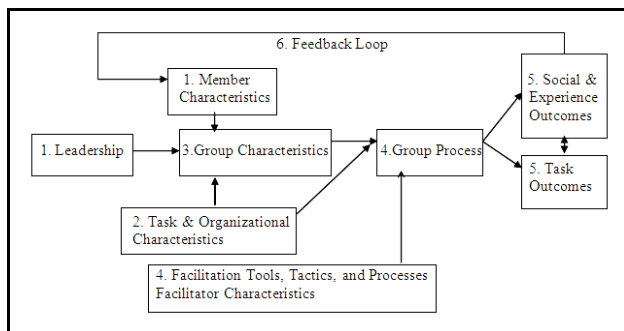 6. Feedback Loop
1. Member
Characteristics
5. Social &
Experience
Outcomes
1. Leadership
3.Group Characteristics
4.Group Process
5. Task
Outcomes
2. Task & Organizational
Characteristics
4. Facilitation Tools, Tactics, and Processes
Facilitator Characteristics